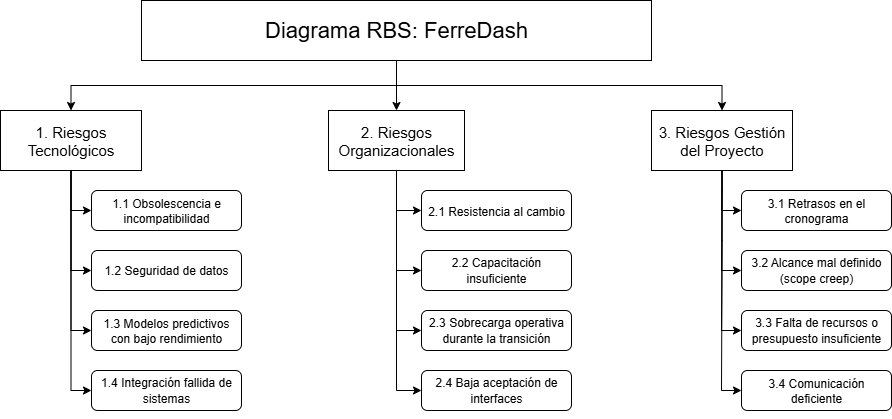 Diagrama RBS: FerreDash
1. Riesgos
Tecnológicos
1.1 Obsolescencia e
incompatibilidad
1.2 Seguridad de datos
1.3 Modelos predictivos
con bajo rendimiento
1.4 Integración fallida de
sistemas
2. Riesgos
Organizacionales
2.1 Resistencia al cambio
2.2 Capacitación
insuficiente
2.3 Sobrecarga operativa
durante la transición
2.4 Baja aceptación de
interfaces
3. Riesgos Gestión
del Proyecto
3.1 Retrasos en el
cronograma
3.2 Alcance mal definido
(scope creep)
3.3 Falta de recursos o
presupuesto insuficiente
3.4 Comunicación
deficiente